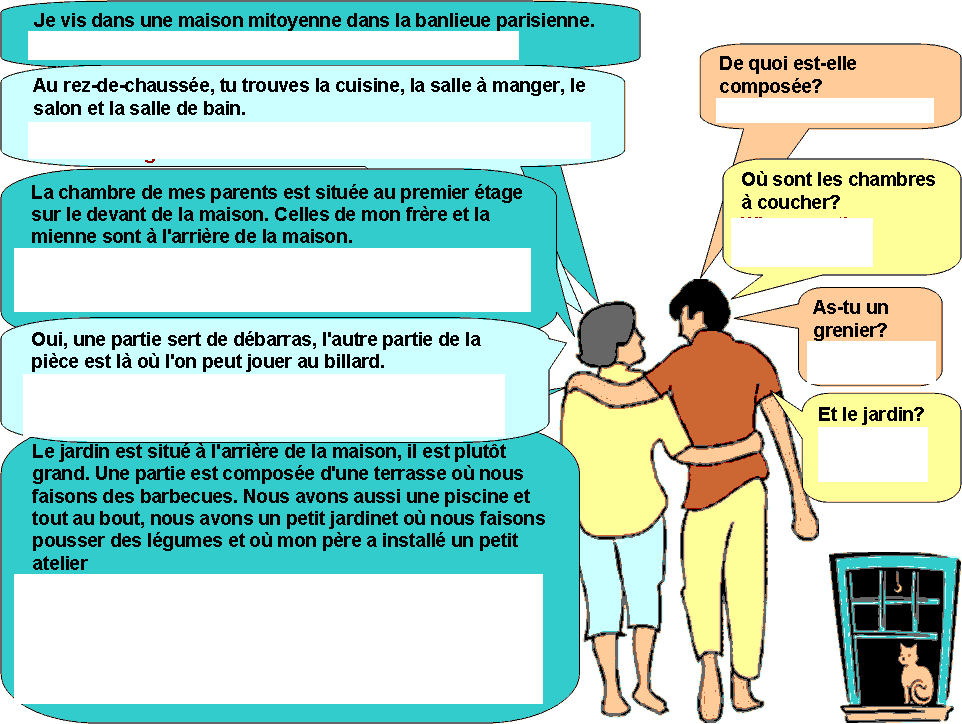 Je vis dans une maison mitoyenne dans la banlieue parisienne.
De quoi est-elle
composée?
Au rez-de-chaussée, tu trouves la cuisine, la salle à manger, le
salon et la salle de bain.
Où sont les chambres
à coucher?
La chambre de mes parents est située au premier étage
sur le devant de la maison. Celles de mon frère et la
mienne sont à l'arrière de la maison.
As-tu un
grenier?
Oui, une partie sert de débarras, l'autre partie de la
pièce est là où l'on peut jouer au billard.
Et le jardin?
Le jardin est situé à l'arrière de la maison, il est plutôt
grand. Une partie est composée d'une terrasse où nous
faisons des barbecues. Nous avons aussi une piscine et
tout au bout, nous avons un petit jardinet où nous faisons
pousser des légumes et où mon père a installé un petit
atelier